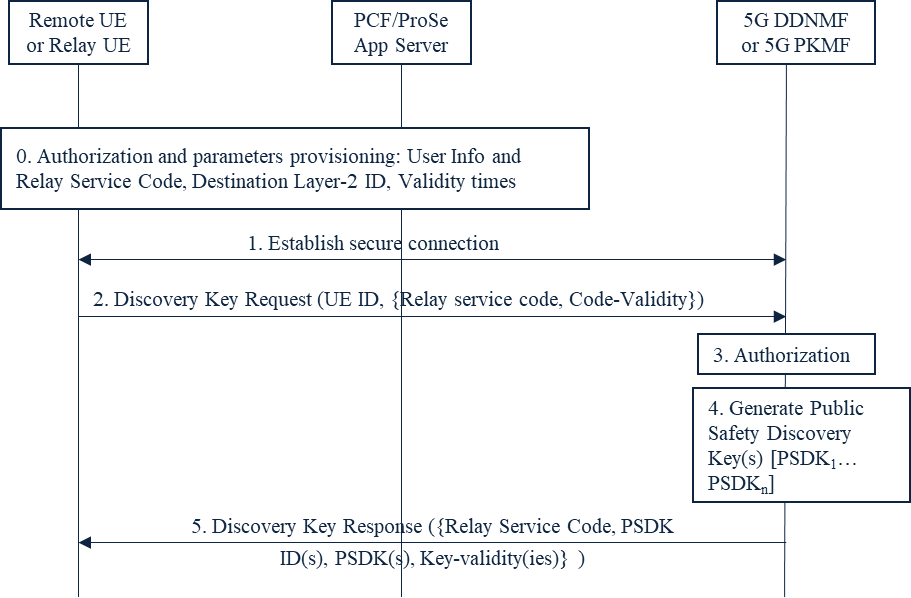 Remote UE
or Relay UE
PCF/ProSe
App Server
5G DDNMF
or 5G PKMF
0. Authorization and parameters provisioning: User Info and
Relay Service Code, Destination Layer-2 ID, Validity times
1. Establish secure connection
2. Discovery Key Request (UE ID, {Relay service code, Code-Validity})
3. Authorization
4. Generate Public
Safety Discovery
Key(s) [PSDK1…
PSDKn]
5. Discovery Key Response ({Relay Service Code, PSDK
ID(s), PSDK(s), Key-validity(ies)} )